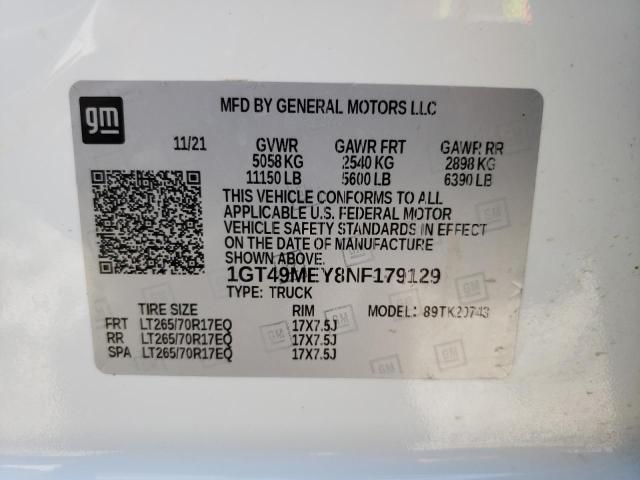 gm
MFD BY GENERAL MOTORS LLC
11/21 GVWR GAWR FRT GAWR RR
5058 KG 2540 KG 2898 KG
11150 LB 5600 LB 6390 LB
THIS VEHICLE CONFORMS TO ALL
APPLICABLE U.S. FEDERAL MOTOR
VEHICLE SAFETY STANDARDS IN EFFECT
ON THE DATE OF MANUFACTURE
SHOWN ABOVE.
1GT49MEY8NF179129
TYPE: TRUCK
TIRE SIZE RIM MODEL: 89TK20743
FRT LT265/70R17EQ 17X7.5J
RR LT265/70R17EQ 17X7.5J
SPA LT265/70R17EQ 17X7.5J